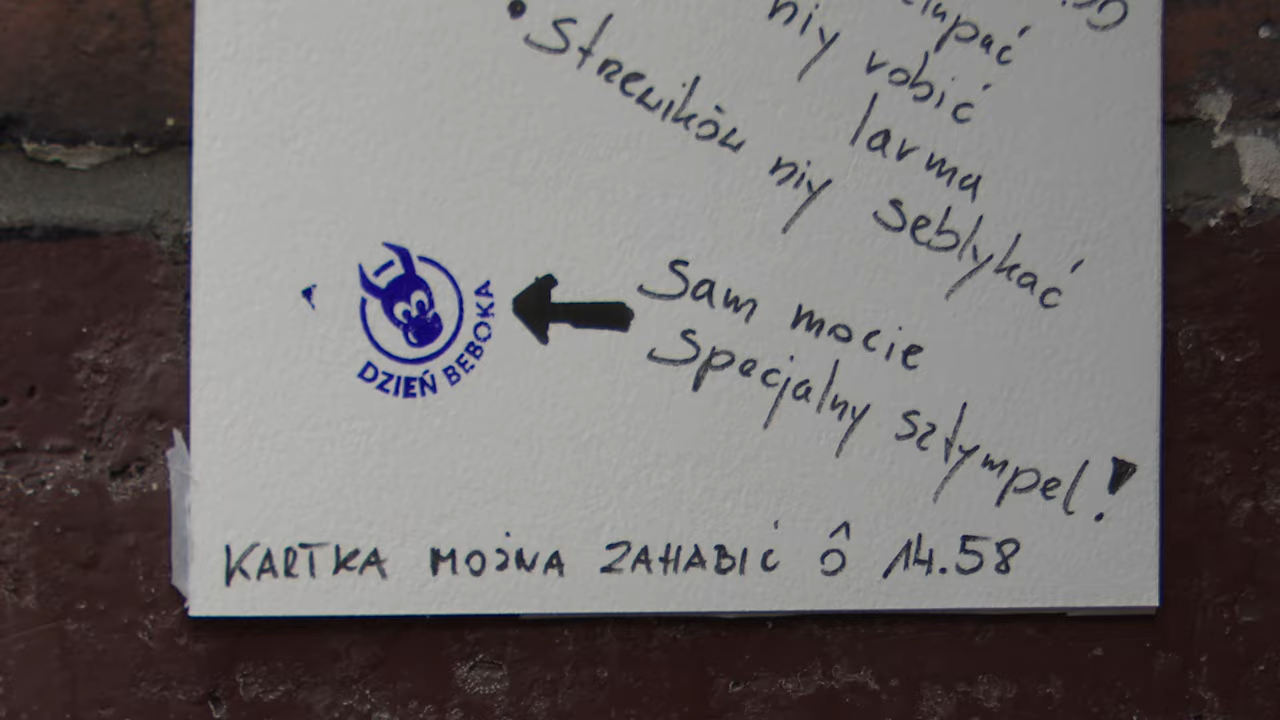 niy robić
larma
• Strzewików niy seblykać
Sam mocie
Specjalny sztympel!
DZIEŃ BEBOKA
KARTKA MOŻNA ZAHABIĆ Ô 14.58